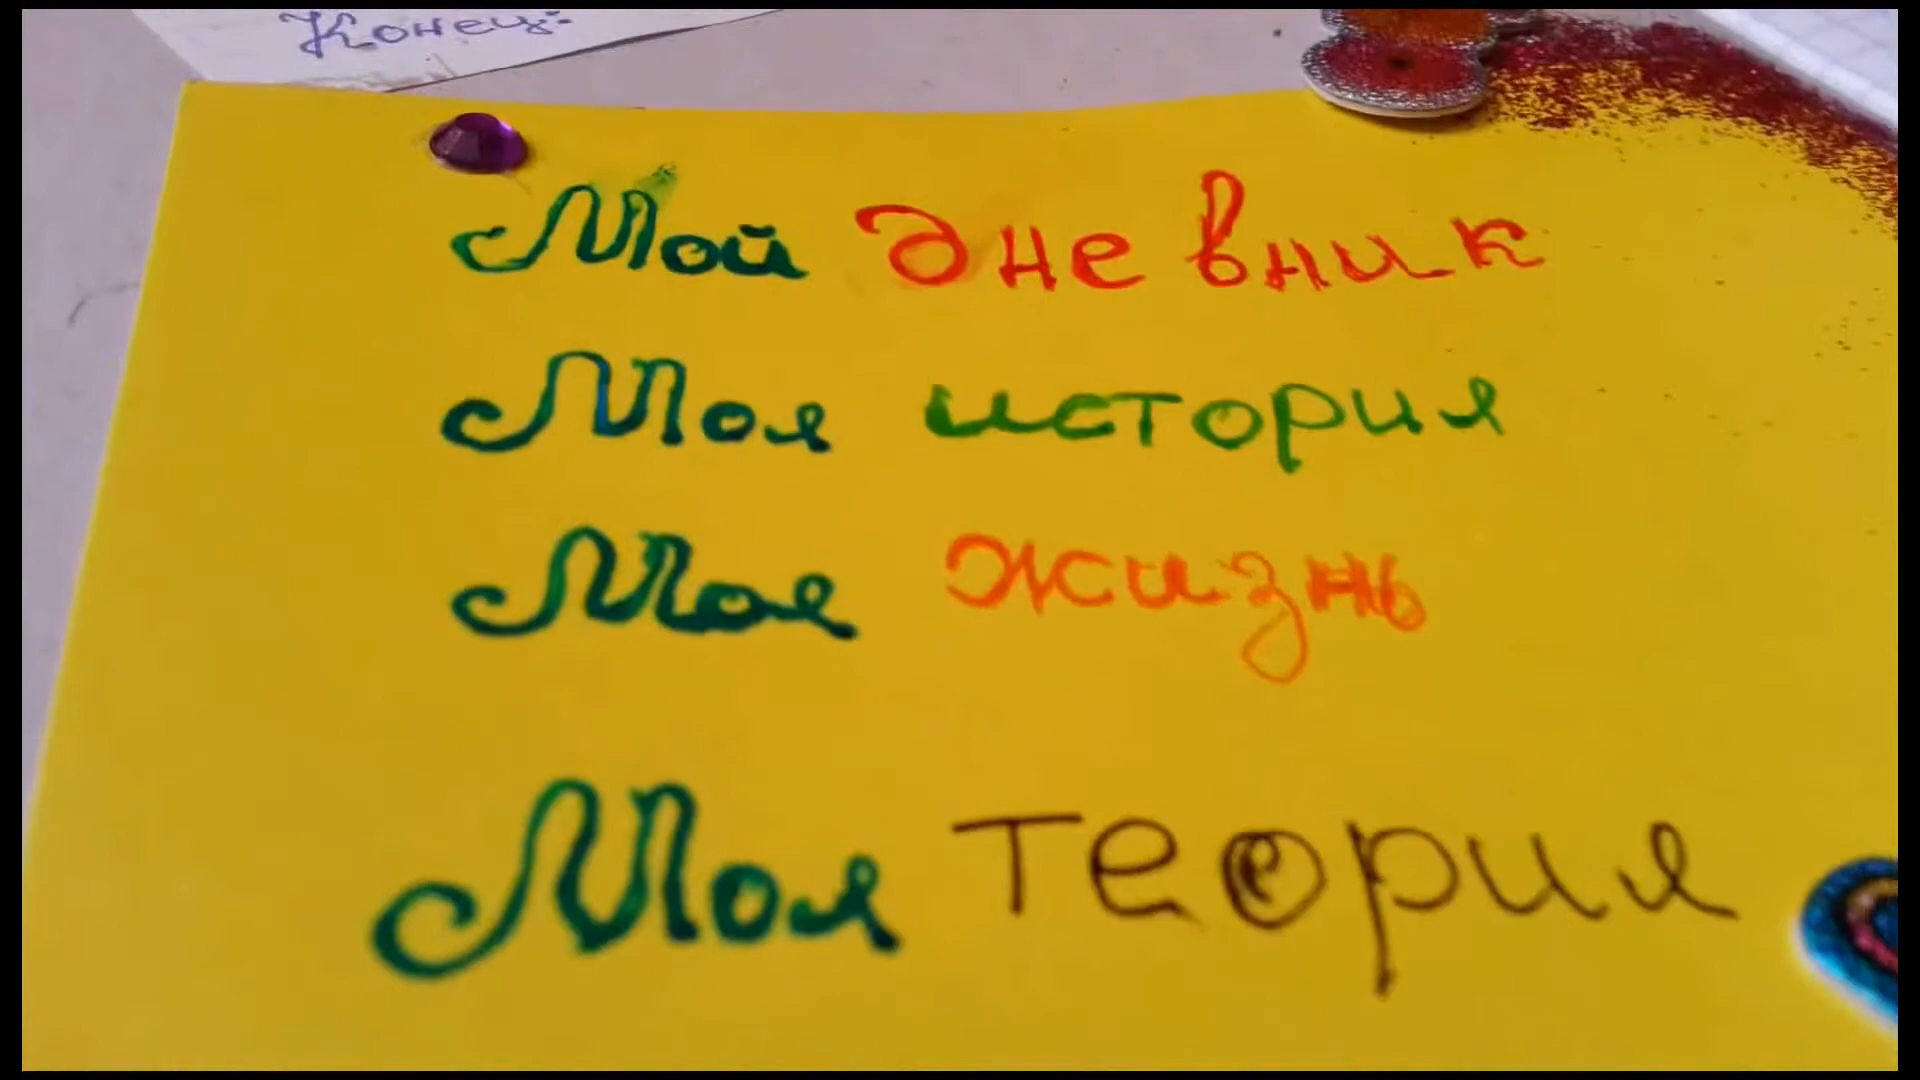 Конец:
Мой дневник
Моя история
Моя жизнь
Моя теория